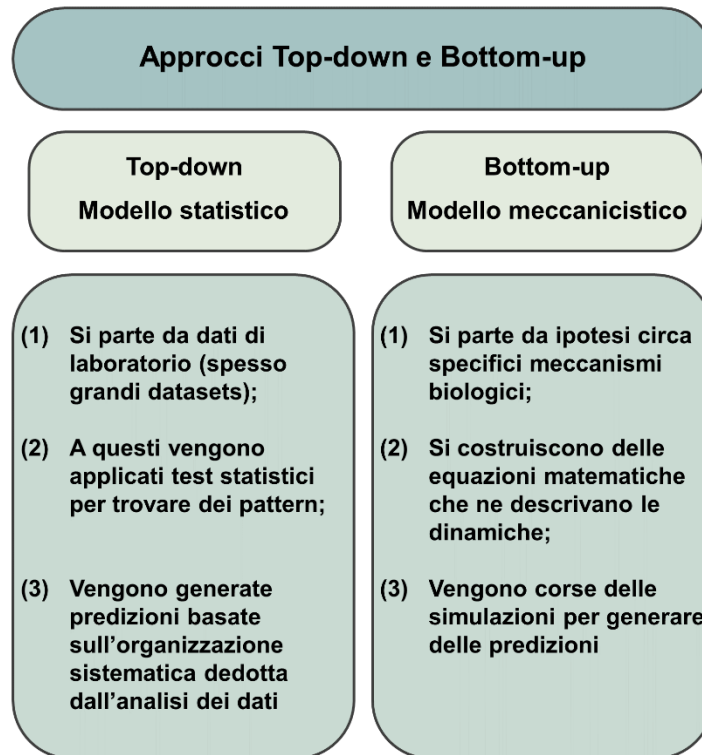 Approcci Top-down e Bottom-up
Top-down
Modello statistico
(1) Si parte da dati di
laboratorio (spesso
grandi datasets);
(2) A questi vengono
applicati test statistici
per trovare dei pattern;
(3) Vengono generate
predizioni basate
sull'organizzazione
sistematica dedotta
dall'analisi dei dati
Bottom-up
Modello meccanicistico
(1) Si parte da ipotesi circa
specifici meccanismi
biologici;
(2) Si costruiscono delle
equazioni matematiche
che ne descrivano le
dinamiche;
(3) Vengono corse delle
simulazioni per generare
delle predizioni